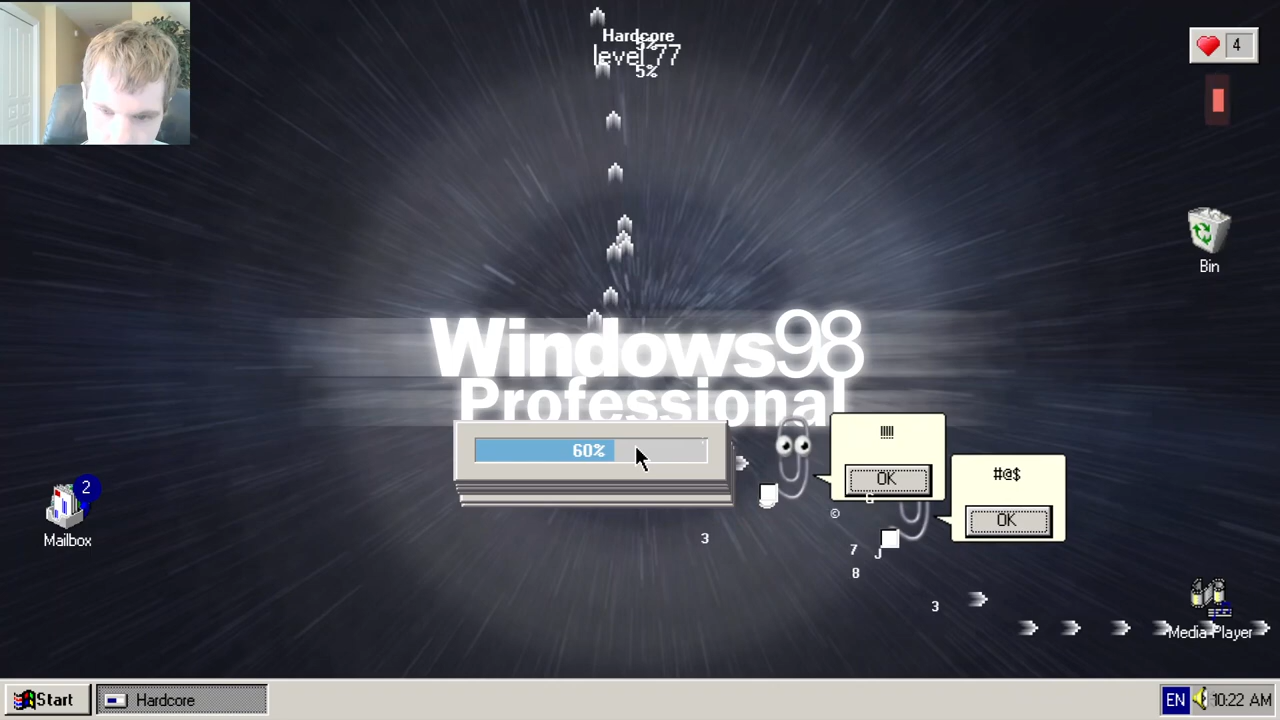 Hardcore
5%
level 77
5%
4
Bin
Windows98
Professional
60%
!!!!!
OK
#@$
OK
G
©
3
7
J
8
3
2
Mailbox
Media Player
Start
Hardcore
EN
10:22 AM